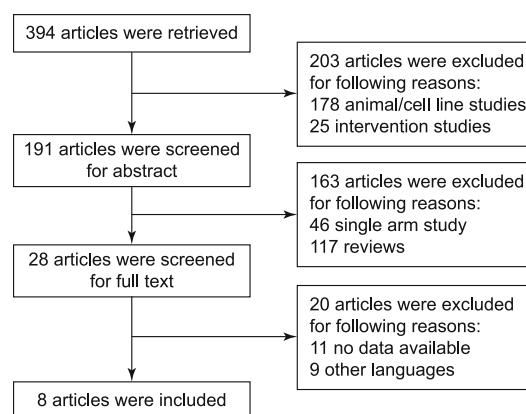 394 articles were retrieved
203 articles were excluded
for following reasons:
178 animal/cell line studies
25 intervention studies
191 articles were screened
for abstract
163 articles were excluded
for following reasons:
46 single arm study
117 reviews
28 articles were screened
for full text
20 articles were excluded
for following reasons:
11 no data available
9 other languages
8 articles were included